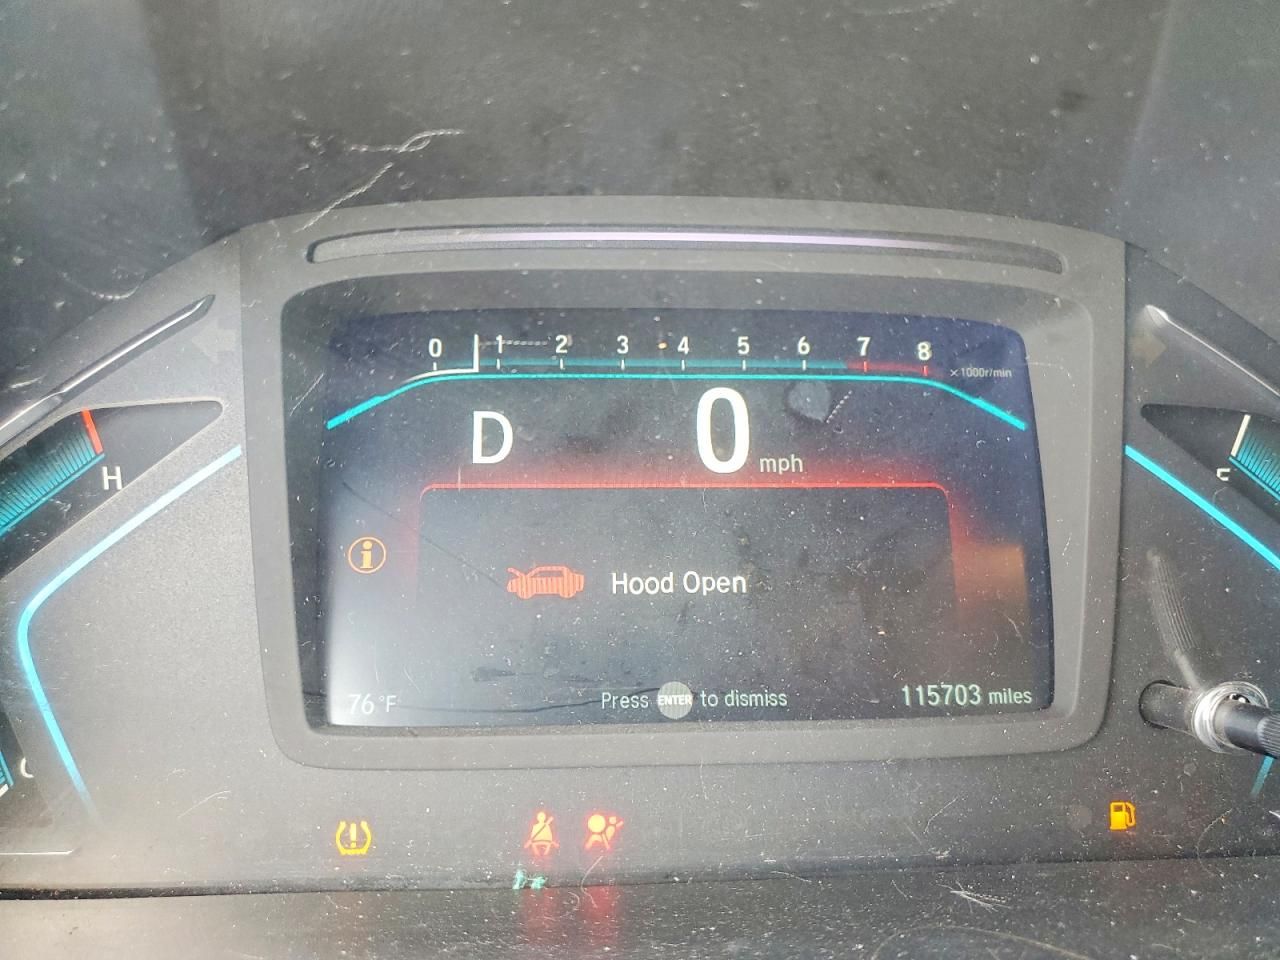 0 1 2 3 4 5 6 7 8
x1000r/min
D 0 mph
H
F
i
Hood Open
76°F Press ENTER to dismiss 115703 miles
C